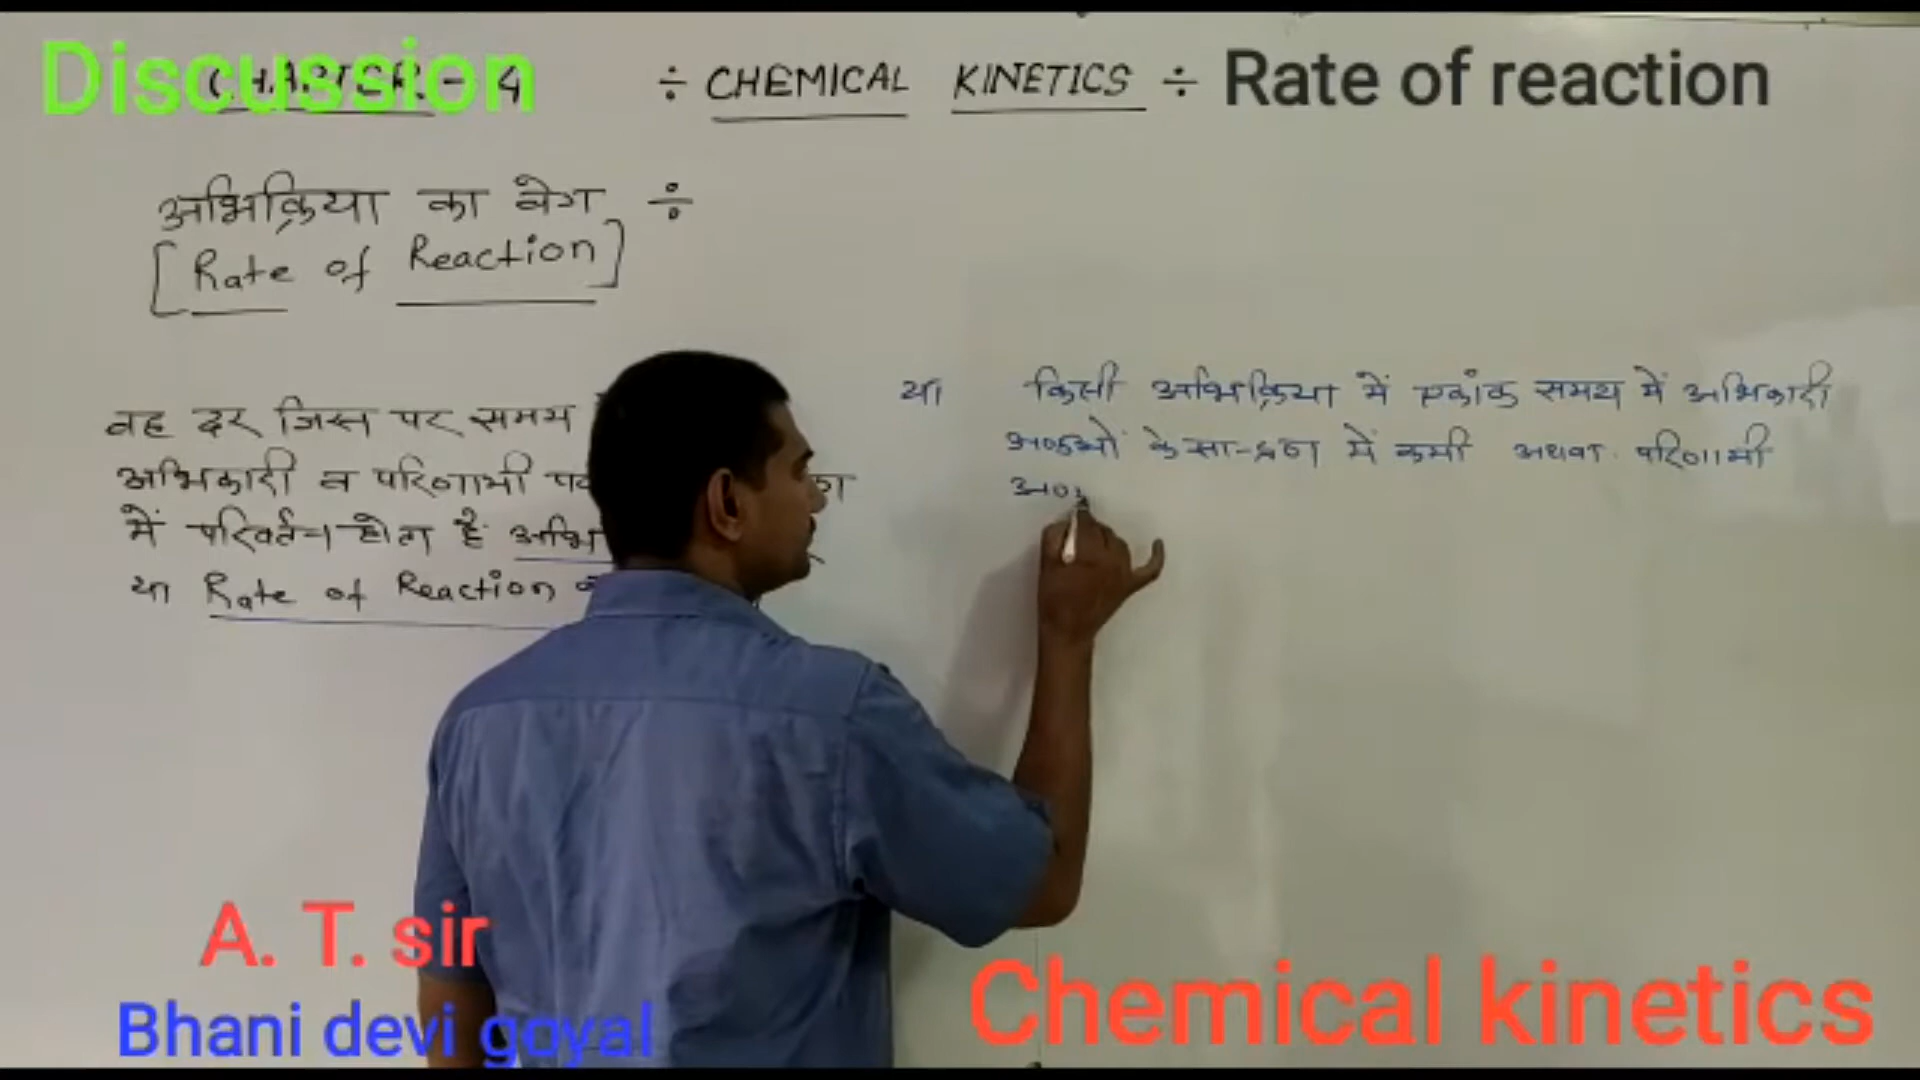 Discussion
CHAPTER - 4 ÷ CHEMICAL KINETICS ÷ Rate of reaction
अभिक्रिया का वेग ÷
[Rate of Reaction]
वह दर जिस पर समय
अभिकारी व परिणामी
में परिवर्तन होता है
या Rate of Reaction
या किसी अभिक्रिया में एकांक समय में अभिकारी
अणुओं के सान्द्रण में कमी अथवा परिणामी
A. T. sir
Bhani devi goyal
Chemical kinetics